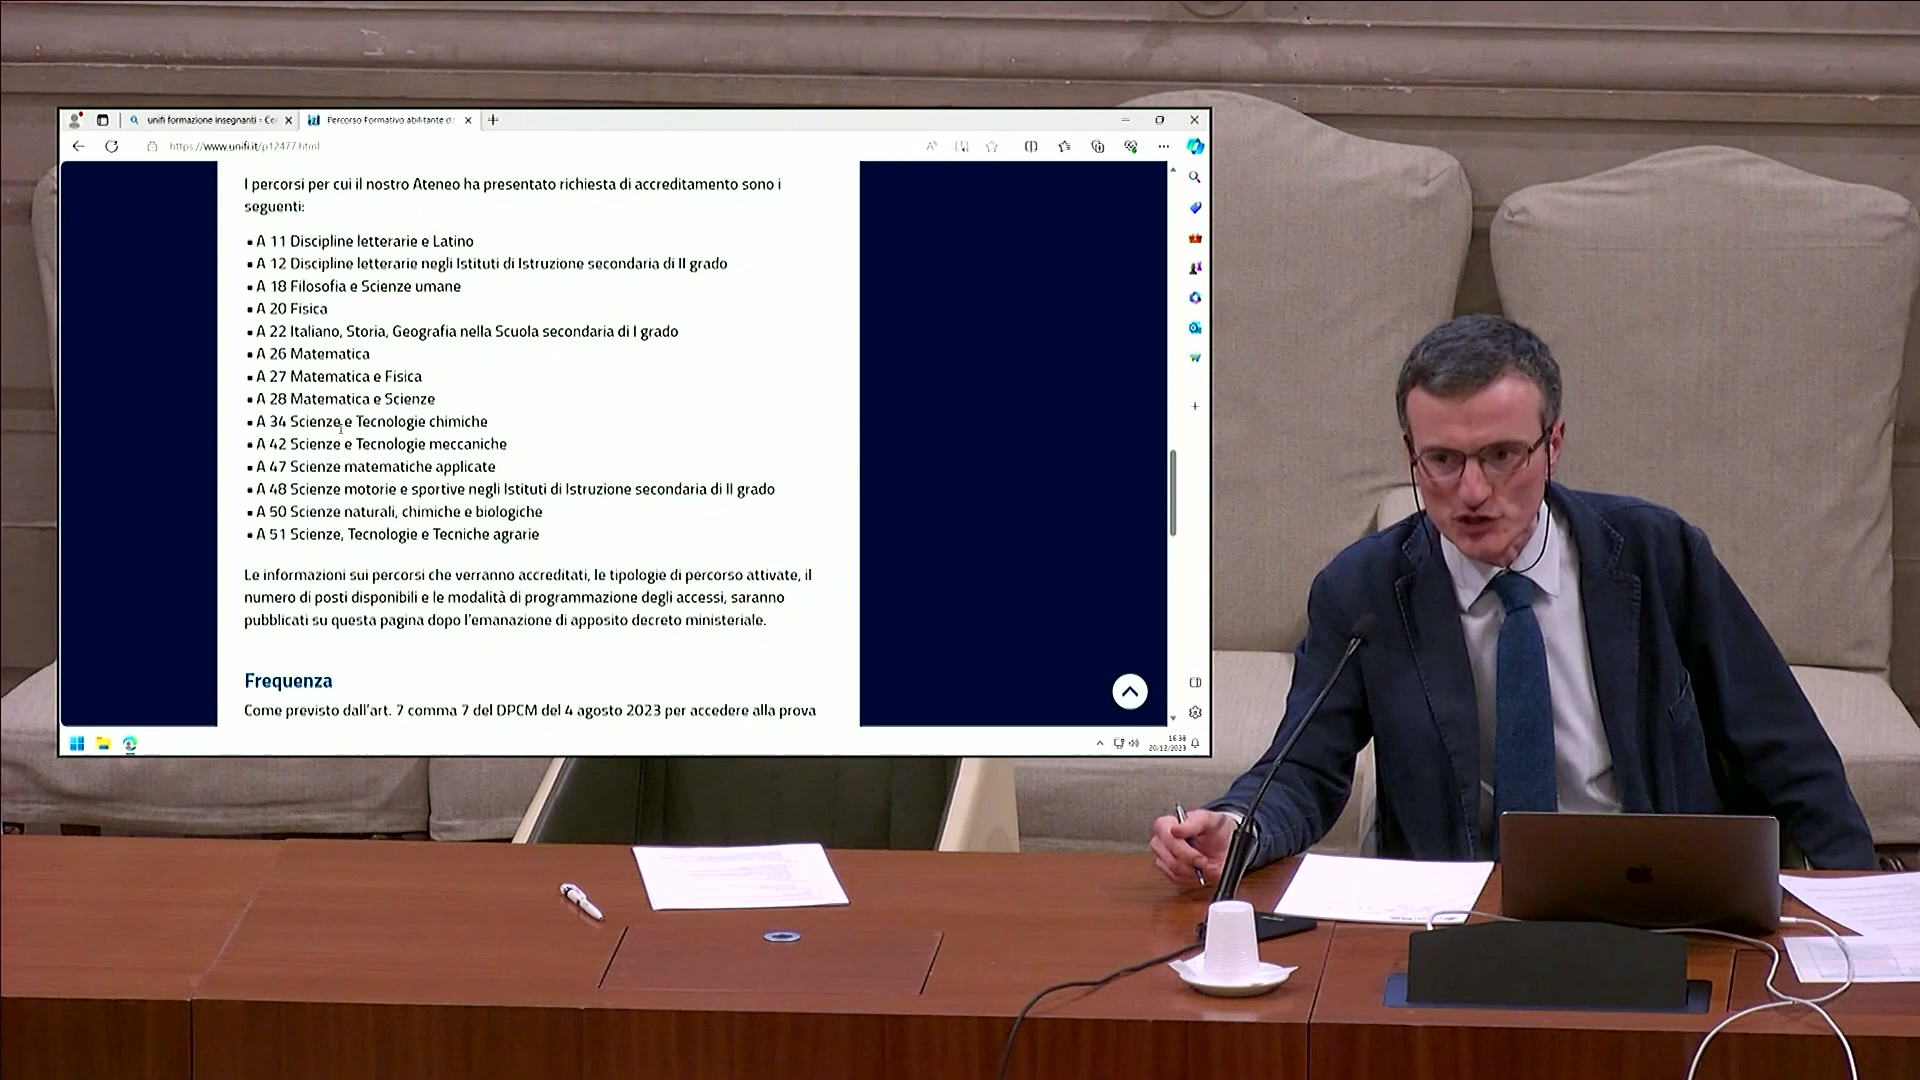 unifi formazione insegnanti - Ce
Percorso Formativo abilitante d
https://www.unifi.it/p12477.html
I percorsi per cui il nostro Ateneo ha presentato richiesta di accreditamento sono i
seguenti:
▪ A 11 Discipline letterarie e Latino
▪ A 12 Discipline letterarie negli Istituti di Istruzione secondaria di II grado
▪ A 18 Filosofia e Scienze umane
▪ A 20 Fisica
▪ A 22 Italiano, Storia, Geografia nella Scuola secondaria di I grado
▪ A 26 Matematica
▪ A 27 Matematica e Fisica
▪ A 28 Matematica e Scienze
▪ A 34 Scienze e Tecnologie chimiche
▪ A 42 Scienze e Tecnologie meccaniche
▪ A 47 Scienze matematiche applicate
▪ A 48 Scienze motorie e sportive negli Istituti di Istruzione secondaria di II grado
▪ A 50 Scienze naturali, chimiche e biologiche
▪ A 51 Scienze, Tecnologie e Tecniche agrarie
Le informazioni sui percorsi che verranno accreditati, le tipologie di percorso attivate, il
numero di posti disponibili e le modalità di programmazione degli accessi, saranno
pubblicati su questa pagina dopo l'emanazione di apposito decreto ministeriale.
Frequenza
Come previsto dall'art. 7 comma 7 del DPCM del 4 agosto 2023 per accedere alla prova
16:38
20/12/2023